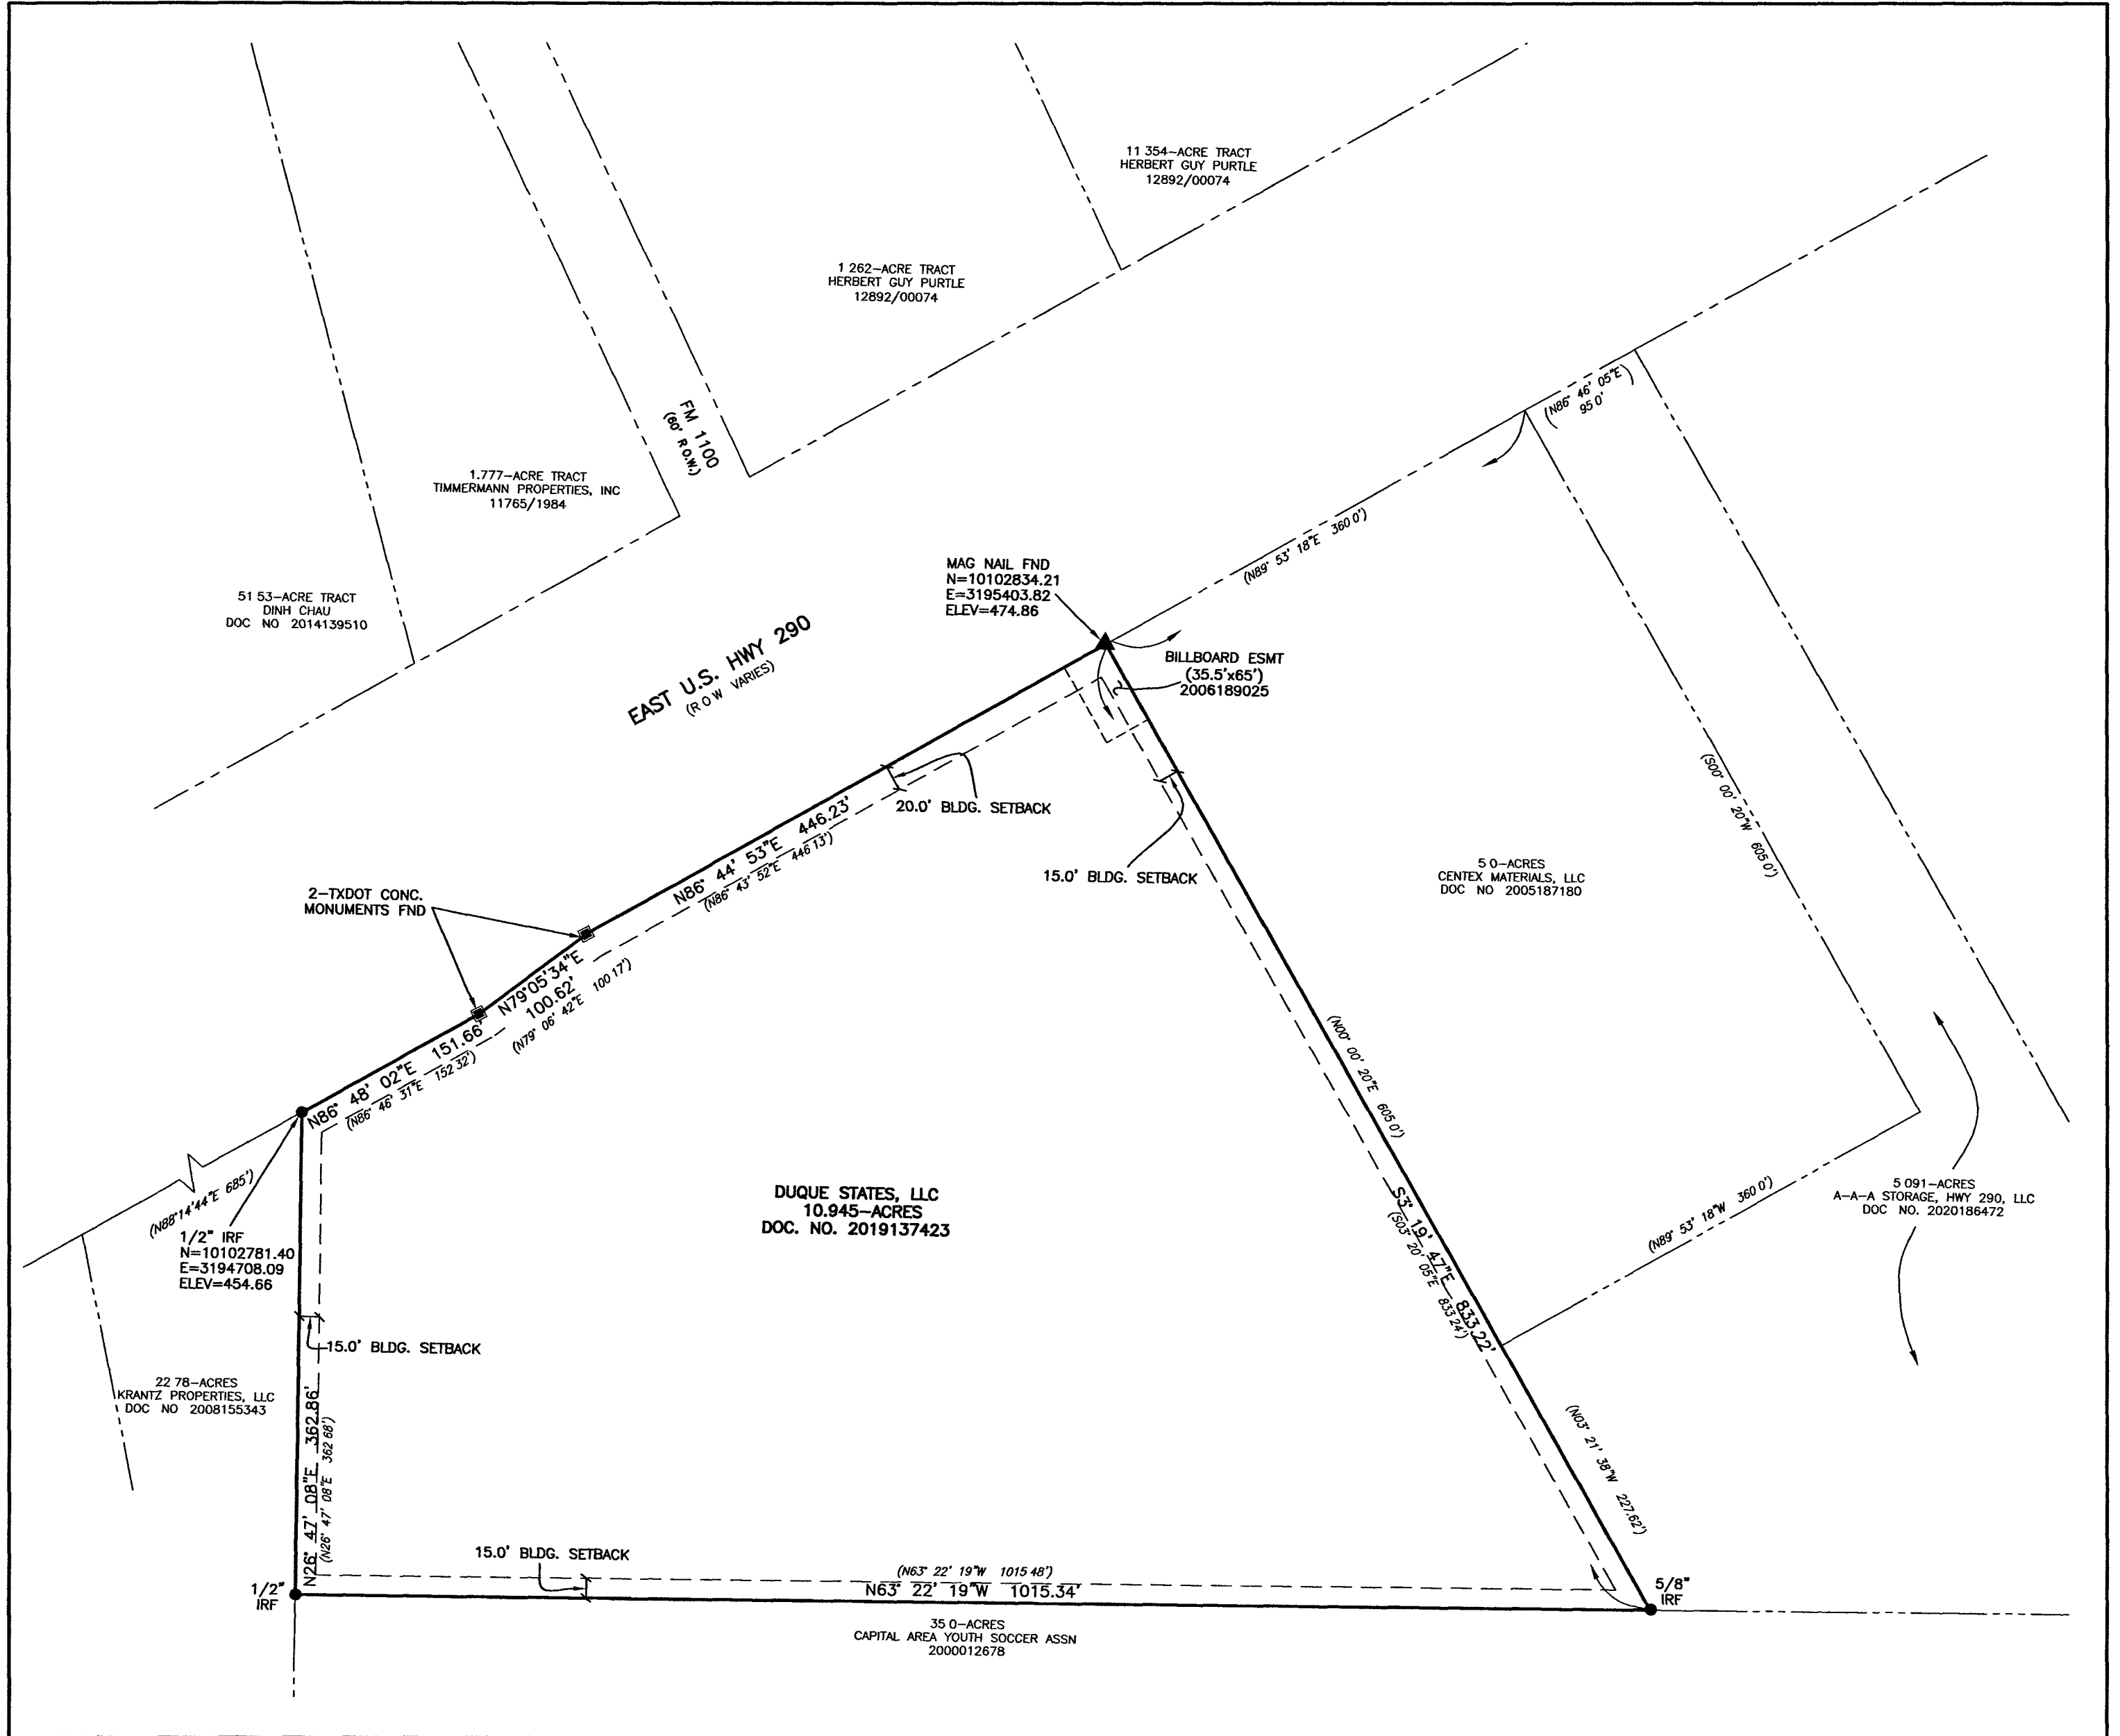 11 354-ACRE TRACT
HERBERT GUY PURTLE
12892/00074
1 262-ACRE TRACT
HERBERT GUY PURTLE
12892/00074
FM 1100
(60' R.O.W.)
(N86° 46' 05"E)
95 0'
1.777-ACRE TRACT
TIMMERMANN PROPERTIES, INC
11765/1984
51 53-ACRE TRACT
DINH CHAU
DOC NO 2014139510
EAST U.S. HWY 290
(R O W VARIES)
MAG NAIL FND
N=10102834.21
E=3195403.82
ELEV=474.86
(N89° 53' 18"E 360 0')
BILLBOARD ESMT
(35.5'x65')
2006189025
20.0' BLDG. SETBACK
15.0' BLDG. SETBACK
N86° 44' 53"E 446.23'
(N86° 43' 52"E 446 13')
2-TXDOT CONC.
MONUMENTS FND
N79°05'34"E
100.62'
(N79° 06' 42"E 100 17')
N86° 48' 02"E 151.66'
(N86° 46' 31"E 152 32')
(S00° 00' 20"W 605 0')
5 0-ACRES
CENTEX MATERIALS, LLC
DOC NO 2005187180
(N00° 00' 20"E 605 0')
(N88°14'44"E 685')
1/2" IRF
N=10102781.40
E=3194708.09
ELEV=454.66
DUQUE STATES, LLC
10.945-ACRES
DOC. NO. 2019137423
S3° 19' 47"E 833.22'
(S03° 20' 05"E 833 24')
(N89° 53' 18"W 360 0')
5 091-ACRES
A-A-A STORAGE, HWY 290, LLC
DOC NO. 2020186472
15.0' BLDG. SETBACK
22 78-ACRES
KRANTZ PROPERTIES, LLC
DOC NO 2008155343
N26° 47' 08"E 362.86'
(N26° 47' 08"E 362 68')
(N03° 21' 38"W 227.62')
15.0' BLDG. SETBACK
(N63° 22' 19"W 1015 48')
N63° 22' 19"W 1015.34'
1/2"
IRF
5/8"
IRF
35 0-ACRES
CAPITAL AREA YOUTH SOCCER ASSN
2000012678